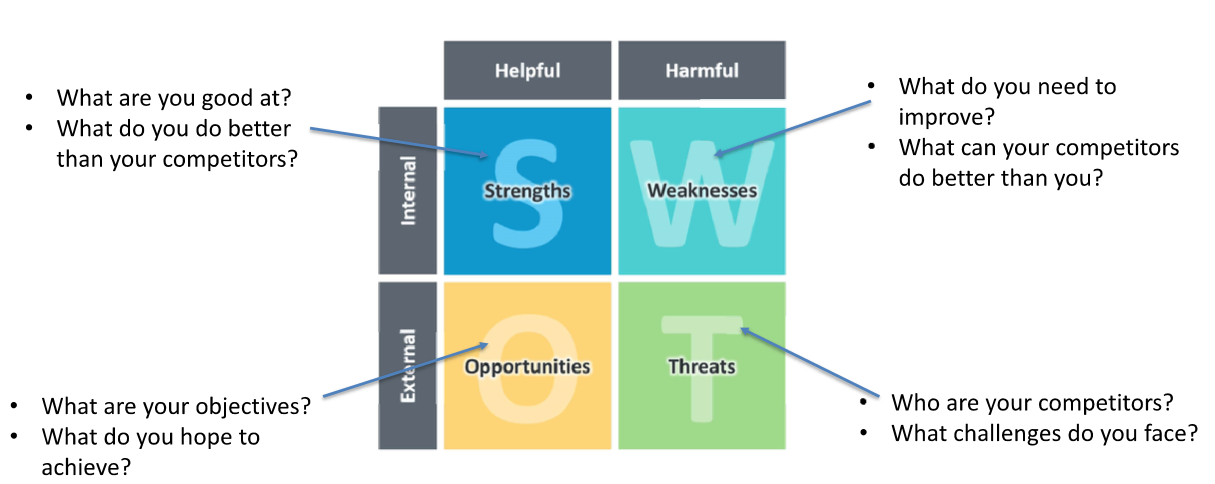 Helpful
Harmful
• What are you good at?
• What do you do better
than your competitors?
• What do you need to
improve?
• What can your competitors
do better than you?
Internal
S
Strengths
W
Weaknesses
External
O
Opportunities
T
Threats
• What are your objectives?
• What do you hope to
achieve?
• Who are your competitors?
• What challenges do you face?